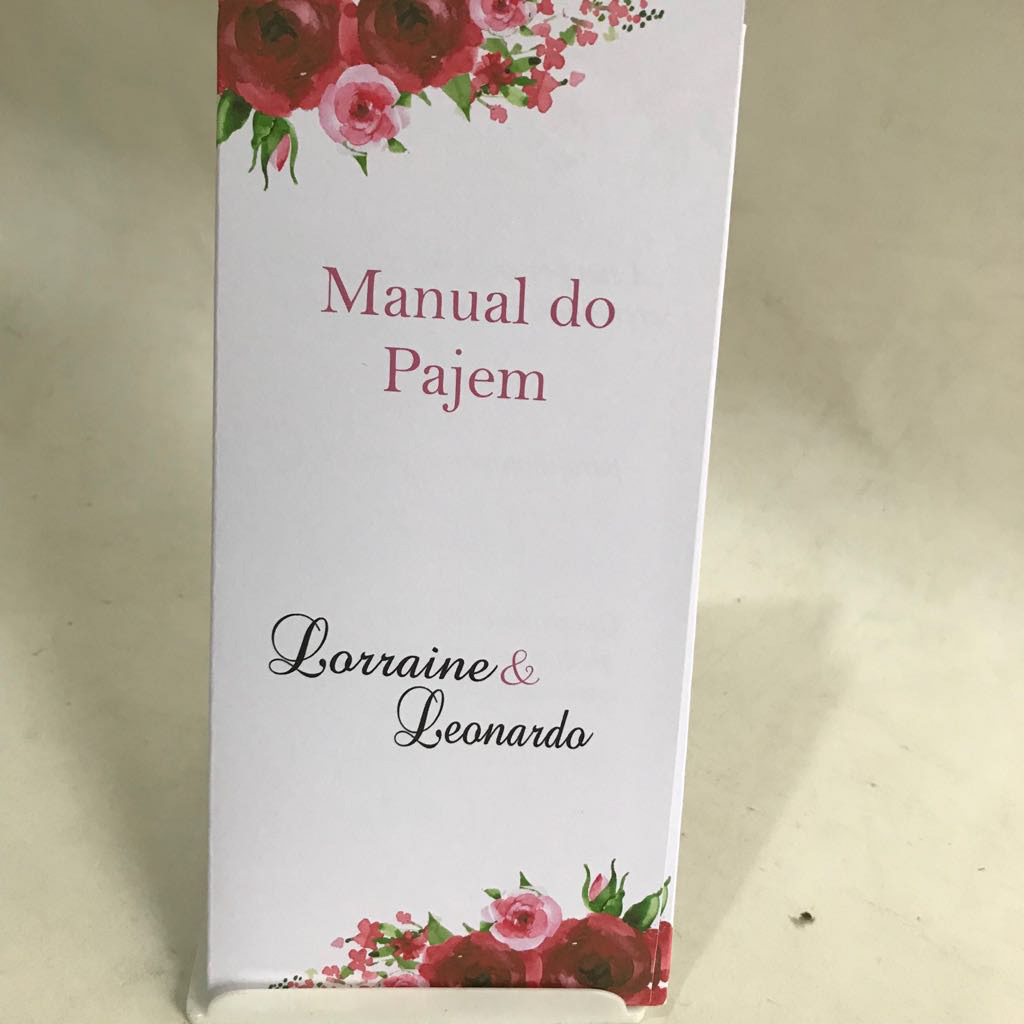 Manual do
Pajem
Lorraine &
Leonardo